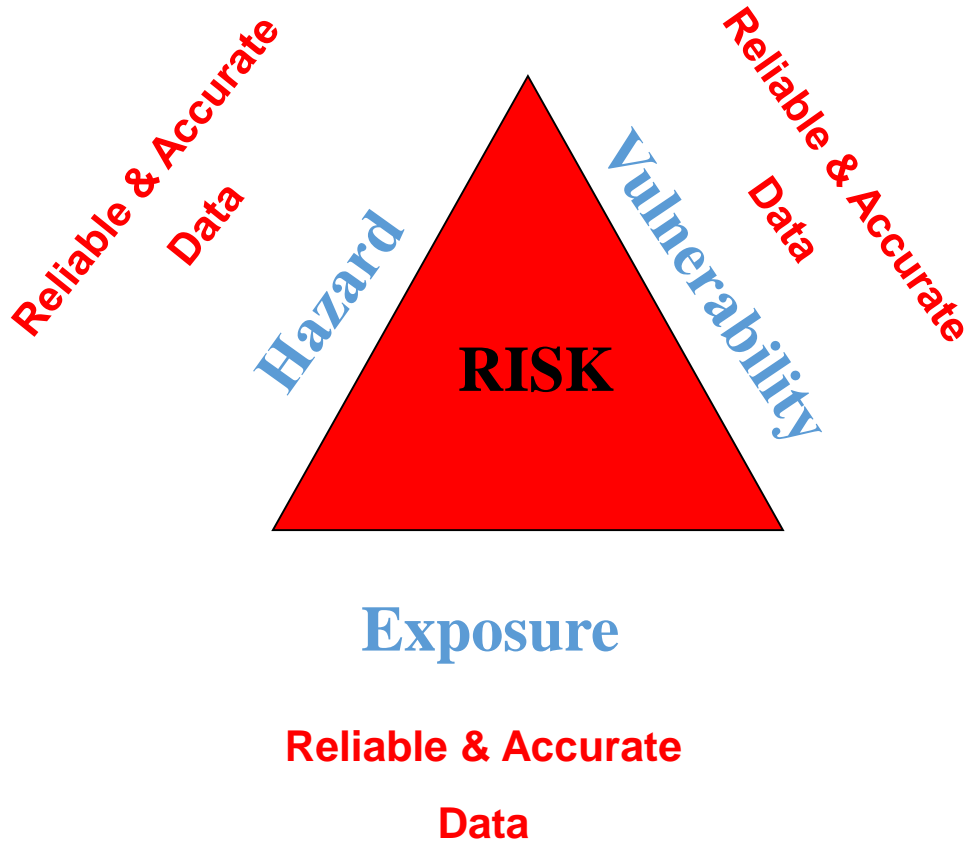 Reliable & Accurate
Data
Hazard
Reliable & Accurate
Data
Vulnerability
RISK
Exposure
Reliable & Accurate
Data